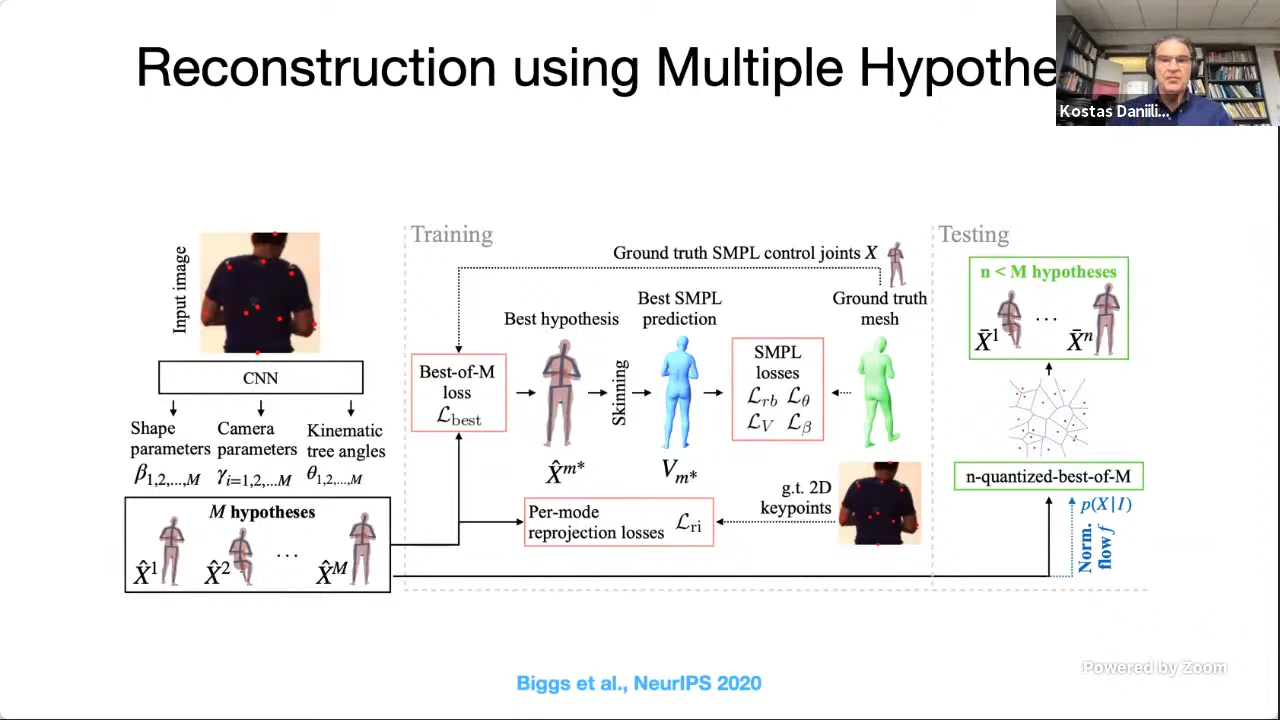 Reconstruction using Multiple Hypothe
Kostas Daniili...
Input image
CNN
Shape parameters
β1,2,...,M
Camera parameters
γi=1,2,...M
Kinematic tree angles
θ1,2,...,M
M hypotheses
X̂¹
X̂²
...
X̂ᴹ
Training
Ground truth SMPL control joints X
Best-of-M
loss
ℒbest
Best hypothesis
X̂ᵐ*
Skinning
Best SMPL
prediction
Vm*
SMPL
losses
ℒrb ℒθ
ℒV ℒβ
Ground truth
mesh
Per-mode
reprojection losses ℒri
g.t. 2D
keypoints
Testing
n < M hypotheses
X̄¹
...
X̄ⁿ
n-quantized-best-of-M
p(X|I)
Norm.
flow f
Biggs et al., NeurIPS 2020
Powered by Zoom